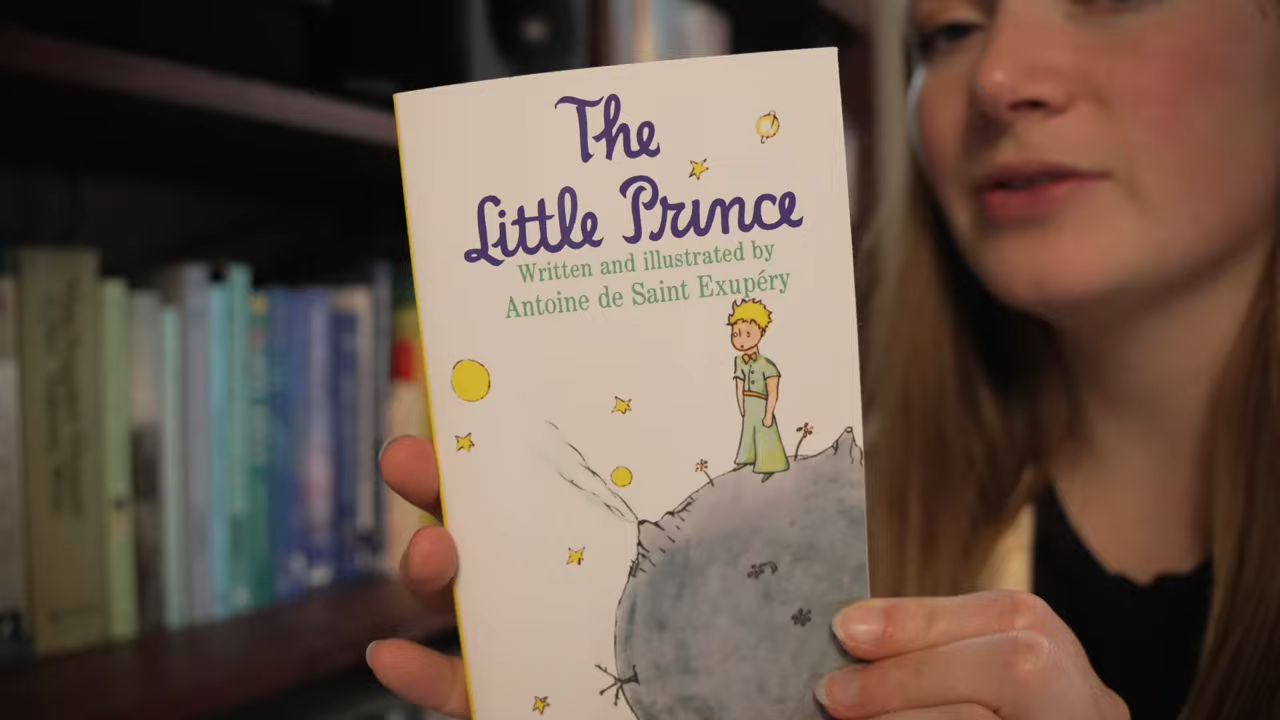 The
Little Prince
Written and illustrated by
Antoine de Saint Exupéry